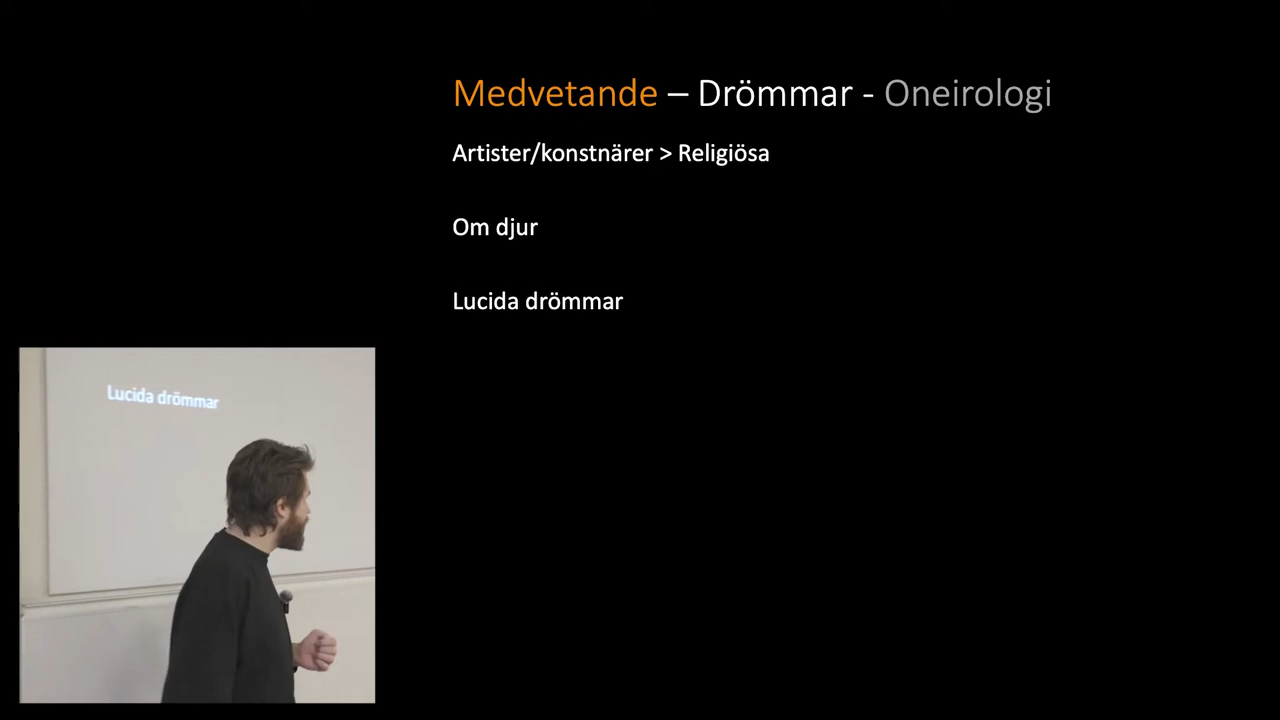 Medvetande – Drömmar - Oneirologi
Artister/konstnärer > Religiösa
Om djur
Lucida drömmar
Lucida drömmar